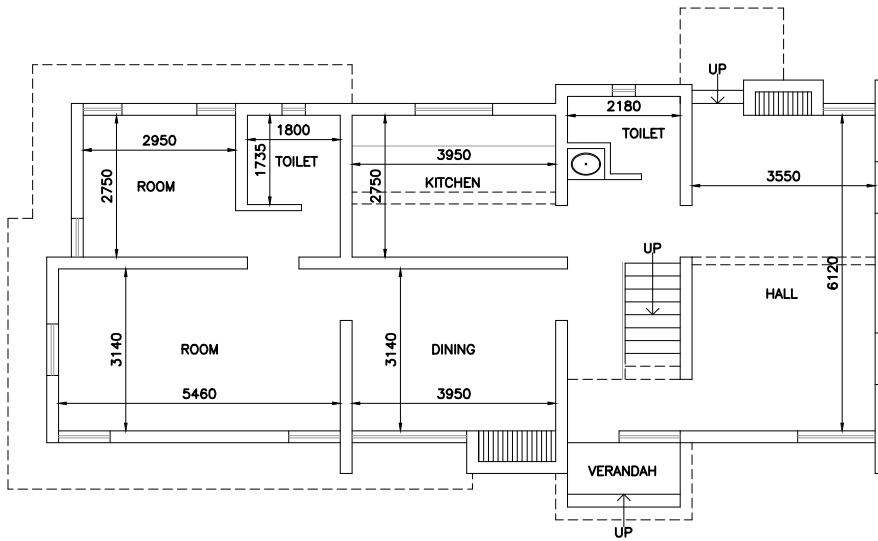 UP
2180
TOILET
1800
2950
1735
TOILET
3950
2750
ROOM
2750
KITCHEN
3550
UP
6120
HALL
3140
ROOM
3140
DINING
5460
3950
VERANDAH
UP